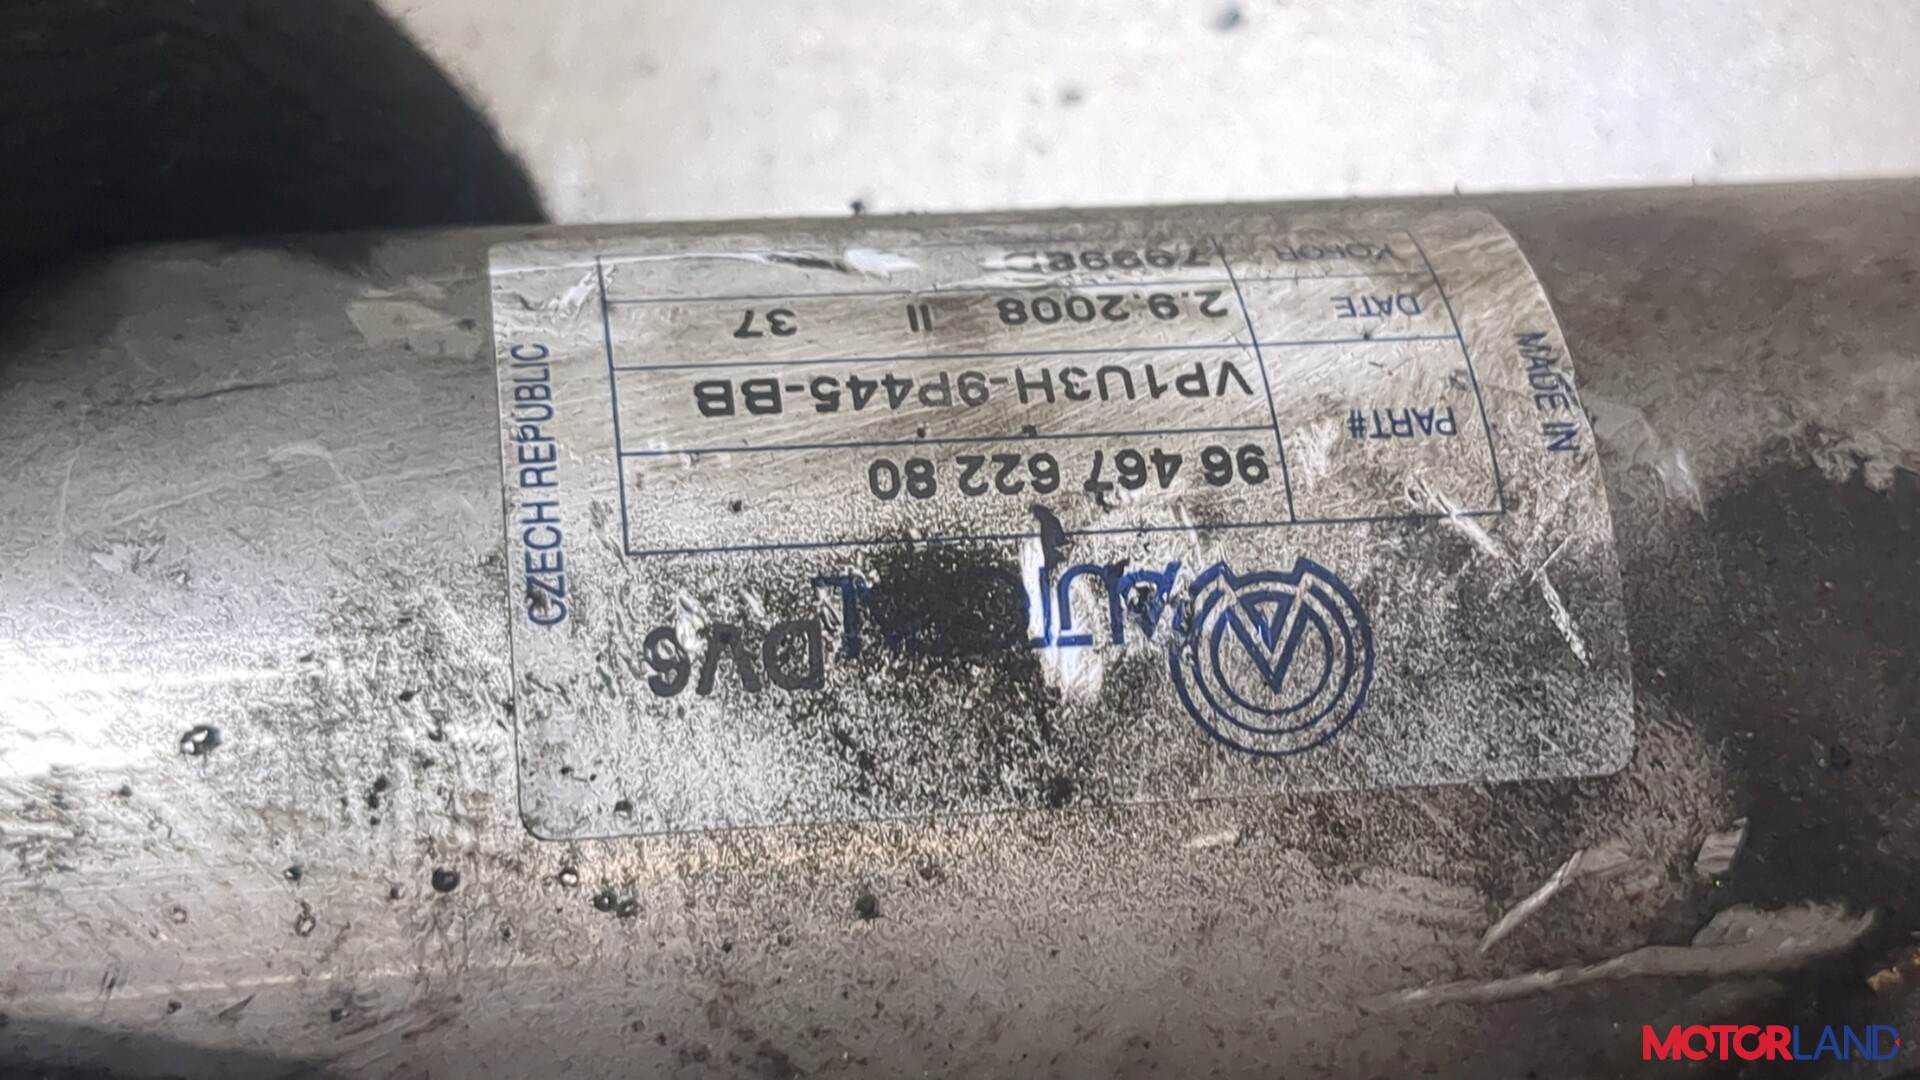 DV6
PART# 96 467 622 80
VP1U3H-9P445-BB
DATE 2.9.2008 II 37
MADE IN
CZECH REPUBLIC
MOTORLAND